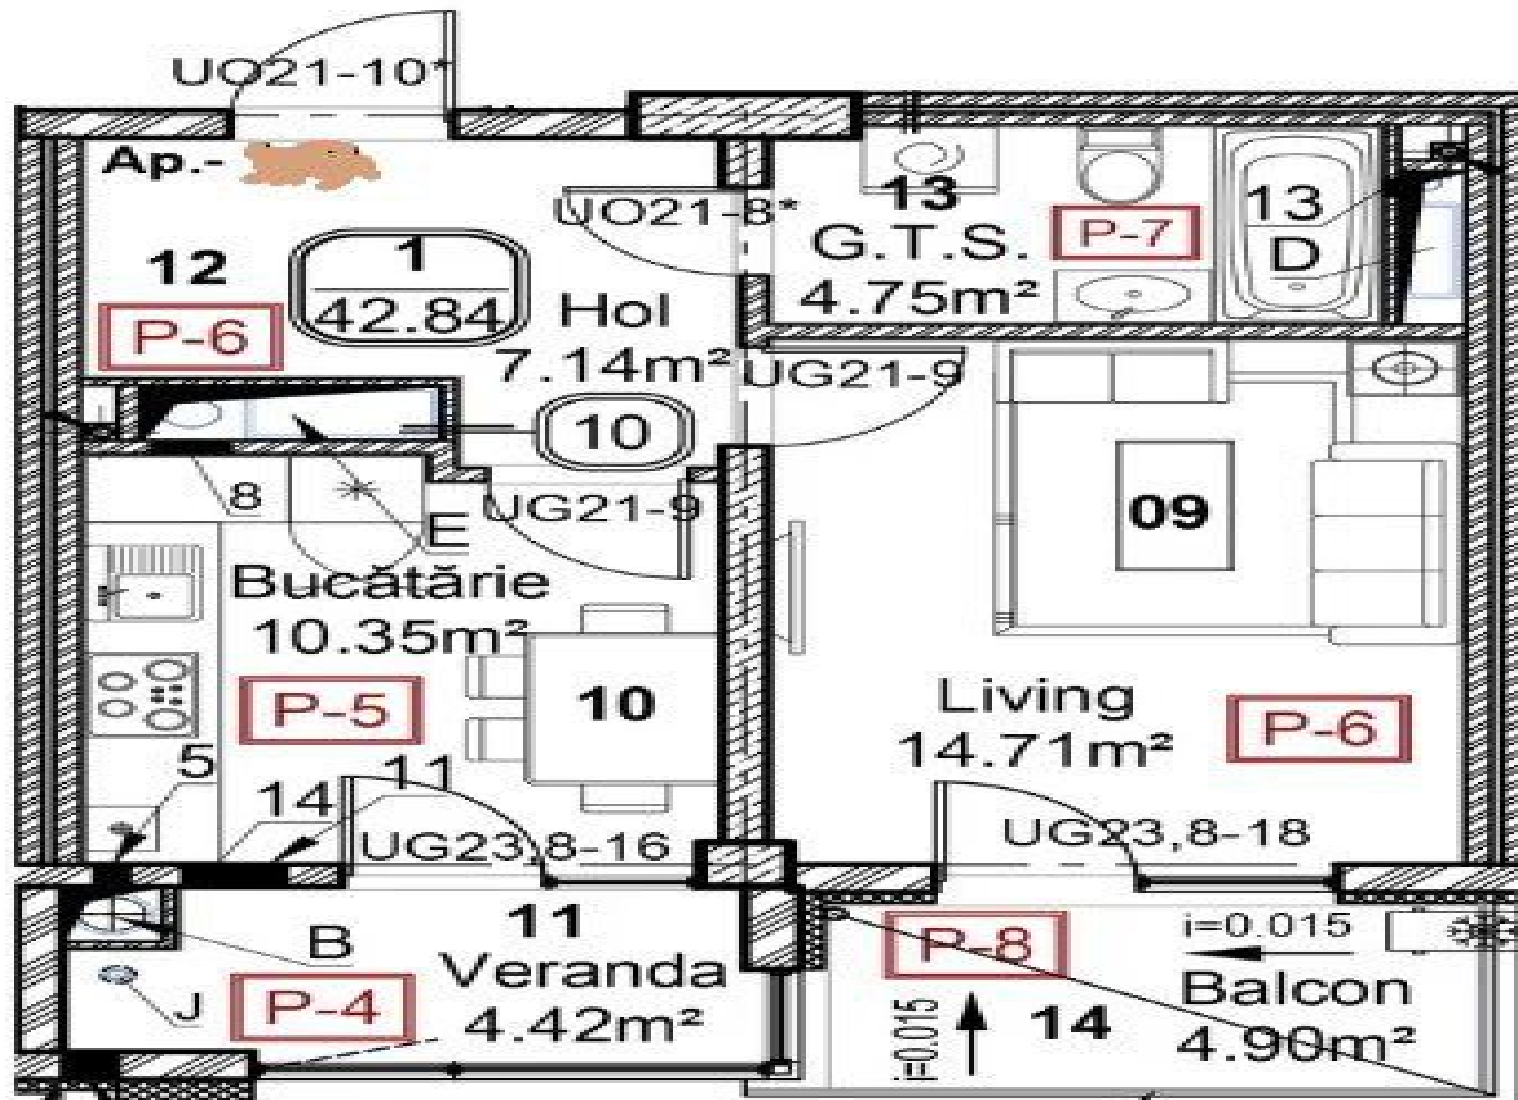 UO21-10*
Ap.-
12
1
42.84
P-6
Hol
7.14m²
UO21-8*
13
G.T.S.
4.75m²
P-7
13
D
UG21-9
10
8
E
UG21-9
Bucătărie
10.35m²
P-5
10
09
Living
14.71m²
P-6
5
14
11
UG23,8-16
UG23,8-18
11
Veranda
4.42m²
P-4
B
J
P-8
i=0.015
i=0.015
14
Balcon
4.90m²